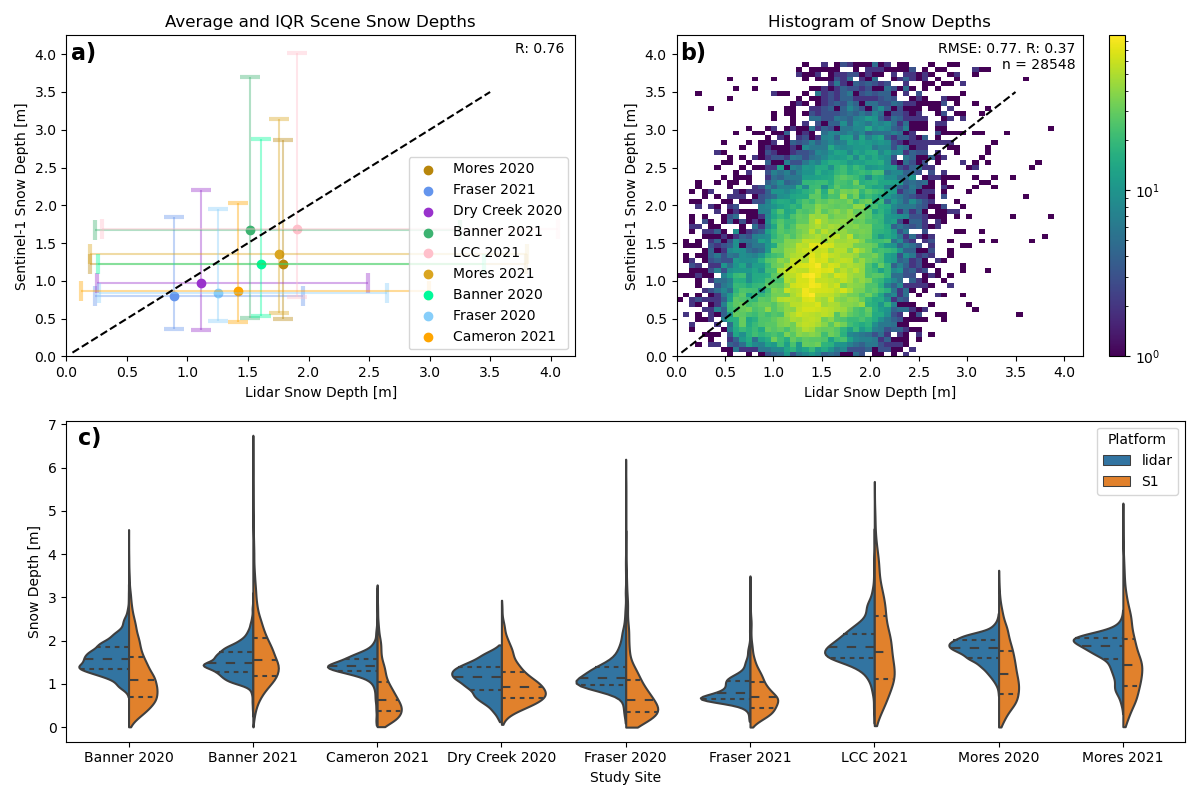 Average and IQR Scene Snow Depths
a)
R: 0.76
4.0
3.5
3.0
2.5
2.0
1.5
1.0
0.5
0.0
Sentinel-1 Snow Depth [m]
Mores 2020
Fraser 2021
Dry Creek 2020
Banner 2021
LCC 2021
Mores 2021
Banner 2020
Fraser 2020
Cameron 2021
0.0 0.5 1.0 1.5 2.0 2.5 3.0 3.5 4.0
Lidar Snow Depth [m]
Histogram of Snow Depths
b)
RMSE: 0.77. R: 0.37
n = 28548
4.0
3.5
3.0
2.5
2.0
1.5
1.0
0.5
0.0
Sentinel-1 Snow Depth [m]
0.0 0.5 1.0 1.5 2.0 2.5 3.0 3.5 4.0
Lidar Snow Depth [m]
10¹
10⁰
c)
7
6
5
4
3
2
1
0
Snow Depth [m]
Platform
lidar
S1
Banner 2020 Banner 2021 Cameron 2021 Dry Creek 2020 Fraser 2020 Fraser 2021 LCC 2021 Mores 2020 Mores 2021
Study Site